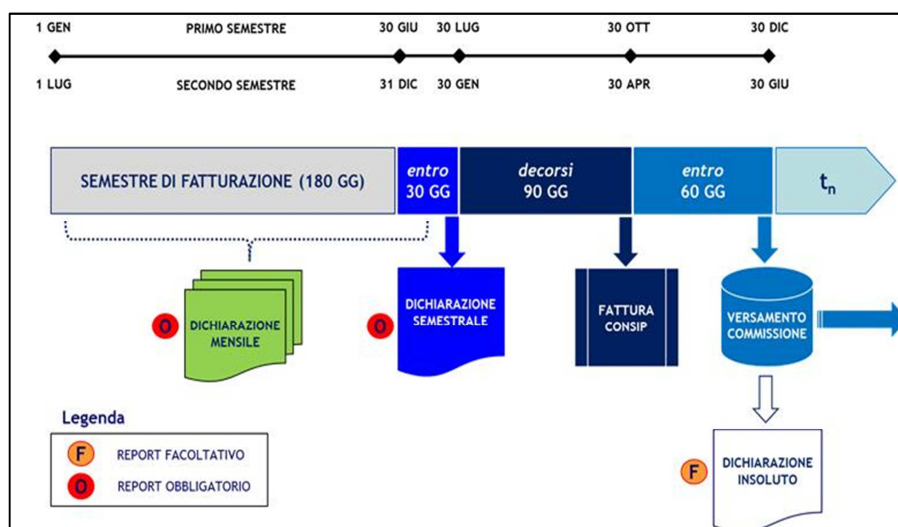 1 GEN PRIMO SEMESTRE 30 GIU 30 LUG 30 OTT 30 DIC
1 LUG SECONDO SEMESTRE 31 DIC 30 GEN 30 APR 30 GIU
SEMESTRE DI FATTURAZIONE (180 GG)
entro
30 GG
decorsi
90 GG
entro
60 GG
tn
O
DICHIARAZIONE
MENSILE
O
DICHIARAZIONE
SEMESTRALE
FATTURA
CONSIP
VERSAMENTO
COMMISSIONE
Legenda
F REPORT FACOLTATIVO
O REPORT OBBLIGATORIO
F
DICHIARAZIONE
INSOLUTO